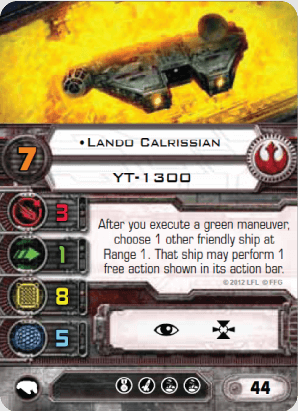 •Lando Calrissian
7
YT-1300
3
1
8
5
After you execute a green maneuver,
choose 1 other friendly ship at
Range 1. That ship may perform 1
free action shown in its action bar.
© 2012 LFL © FFG
44